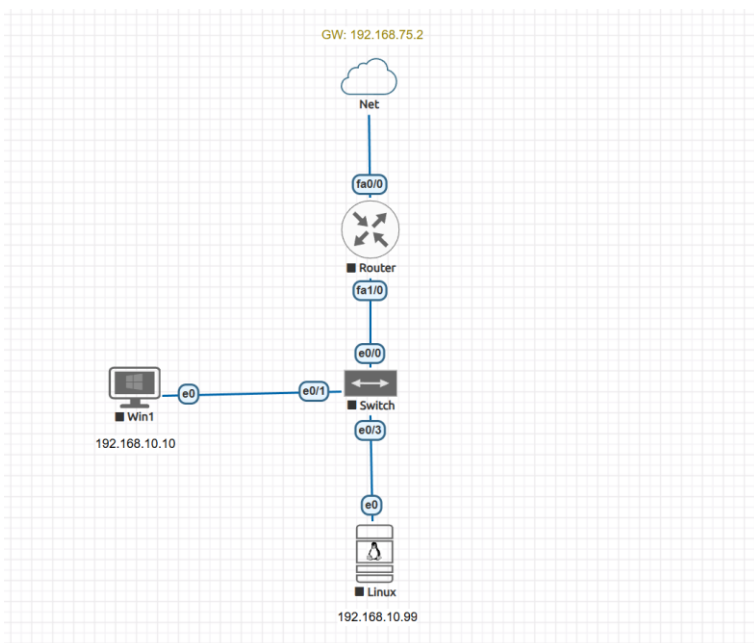 GW: 192.168.75.2
Net
fa0/0
Router
fa1/0
e0/0
e0
e0/1
Switch
Win1
e0/3
192.168.10.10
e0
Linux
192.168.10.99